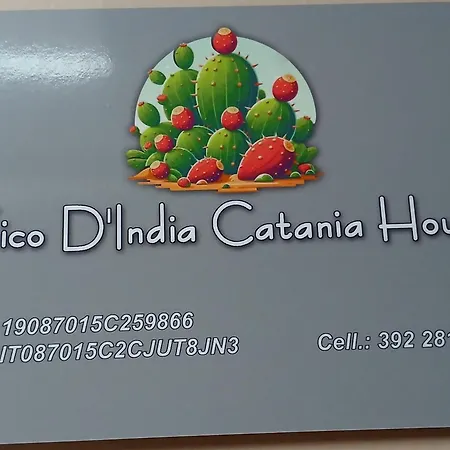 ico D'India Catania Hou
19087015C259866
IT087015C2CJUT8JN3
Cell.: 392 281